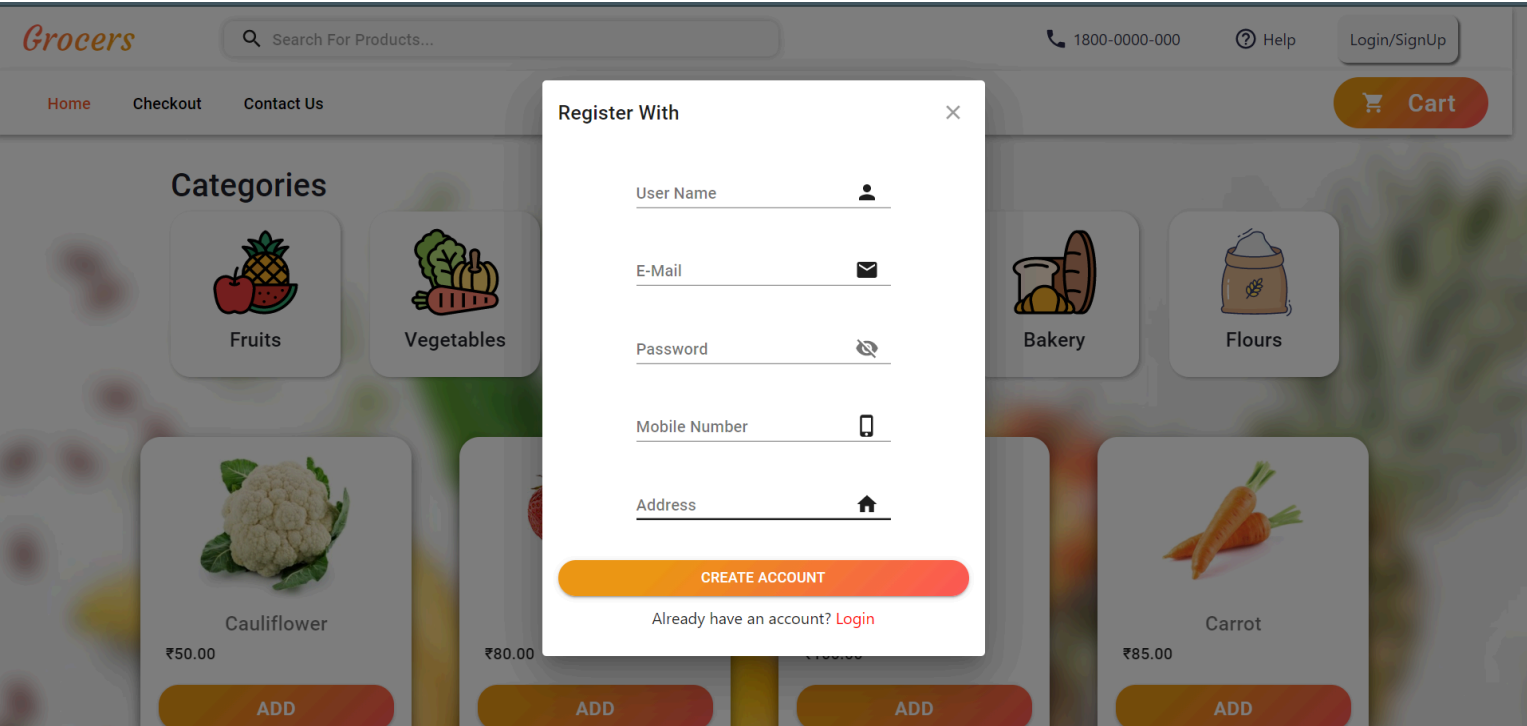 Grocers
Search For Products...
1800-0000-000
Help
Login/SignUp
Home
Checkout
Contact Us
Cart
Register With
User Name
E-Mail
Password
Mobile Number
Address
CREATE ACCOUNT
Already have an account? Login
Categories
Fruits
Vegetables
Bakery
Flours
Cauliflower
Carrot
₹50.00
₹80.00
₹85.00
ADD
ADD
ADD
ADD